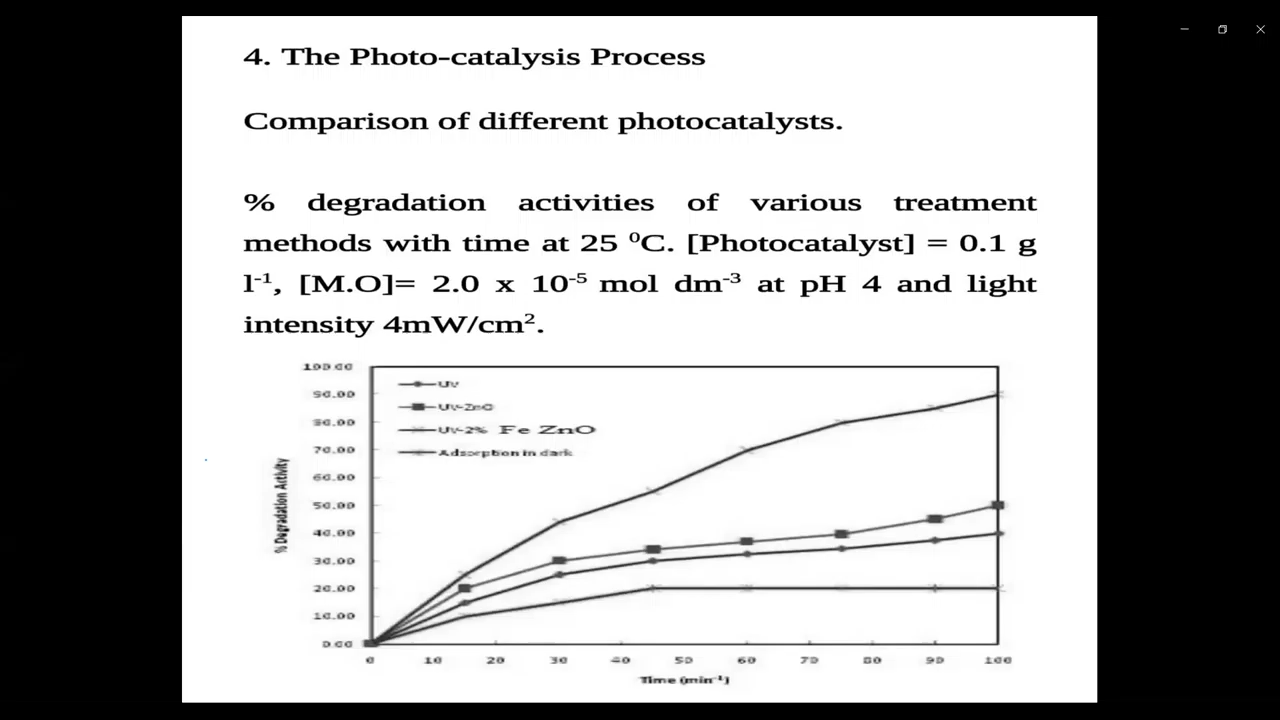 4. The Photo-catalysis Process
Comparison of different photocatalysts.
% degradation activities of various treatment
methods with time at 25 ⁰C. [Photocatalyst] = 0.1 g
l⁻¹, [M.O]= 2.0 x 10⁻⁵ mol dm⁻³ at pH 4 and light
intensity 4mW/cm².
100.00
90.00
80.00
70.00
60.00
50.00
40.00
30.00
20.00
10.00
0.00
% Degradation Activity
UV
UV-ZnO
UV-2% Fe ZnO
Adsorption in dark
0 10 20 30 40 50 60 70 80 90 100
Time (min⁻¹)